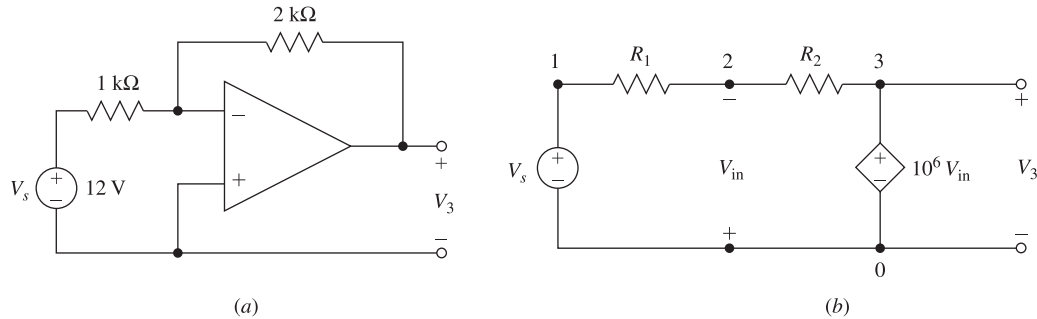 2 kΩ
1 kΩ
−
+
V_s
+
−
12 V
+
V_3
−
(a)
1
R_1
2
R_2
3
−
+
V_s
+
−
V_in
+
−
10^6 V_in
V_3
+
−
0
(b)